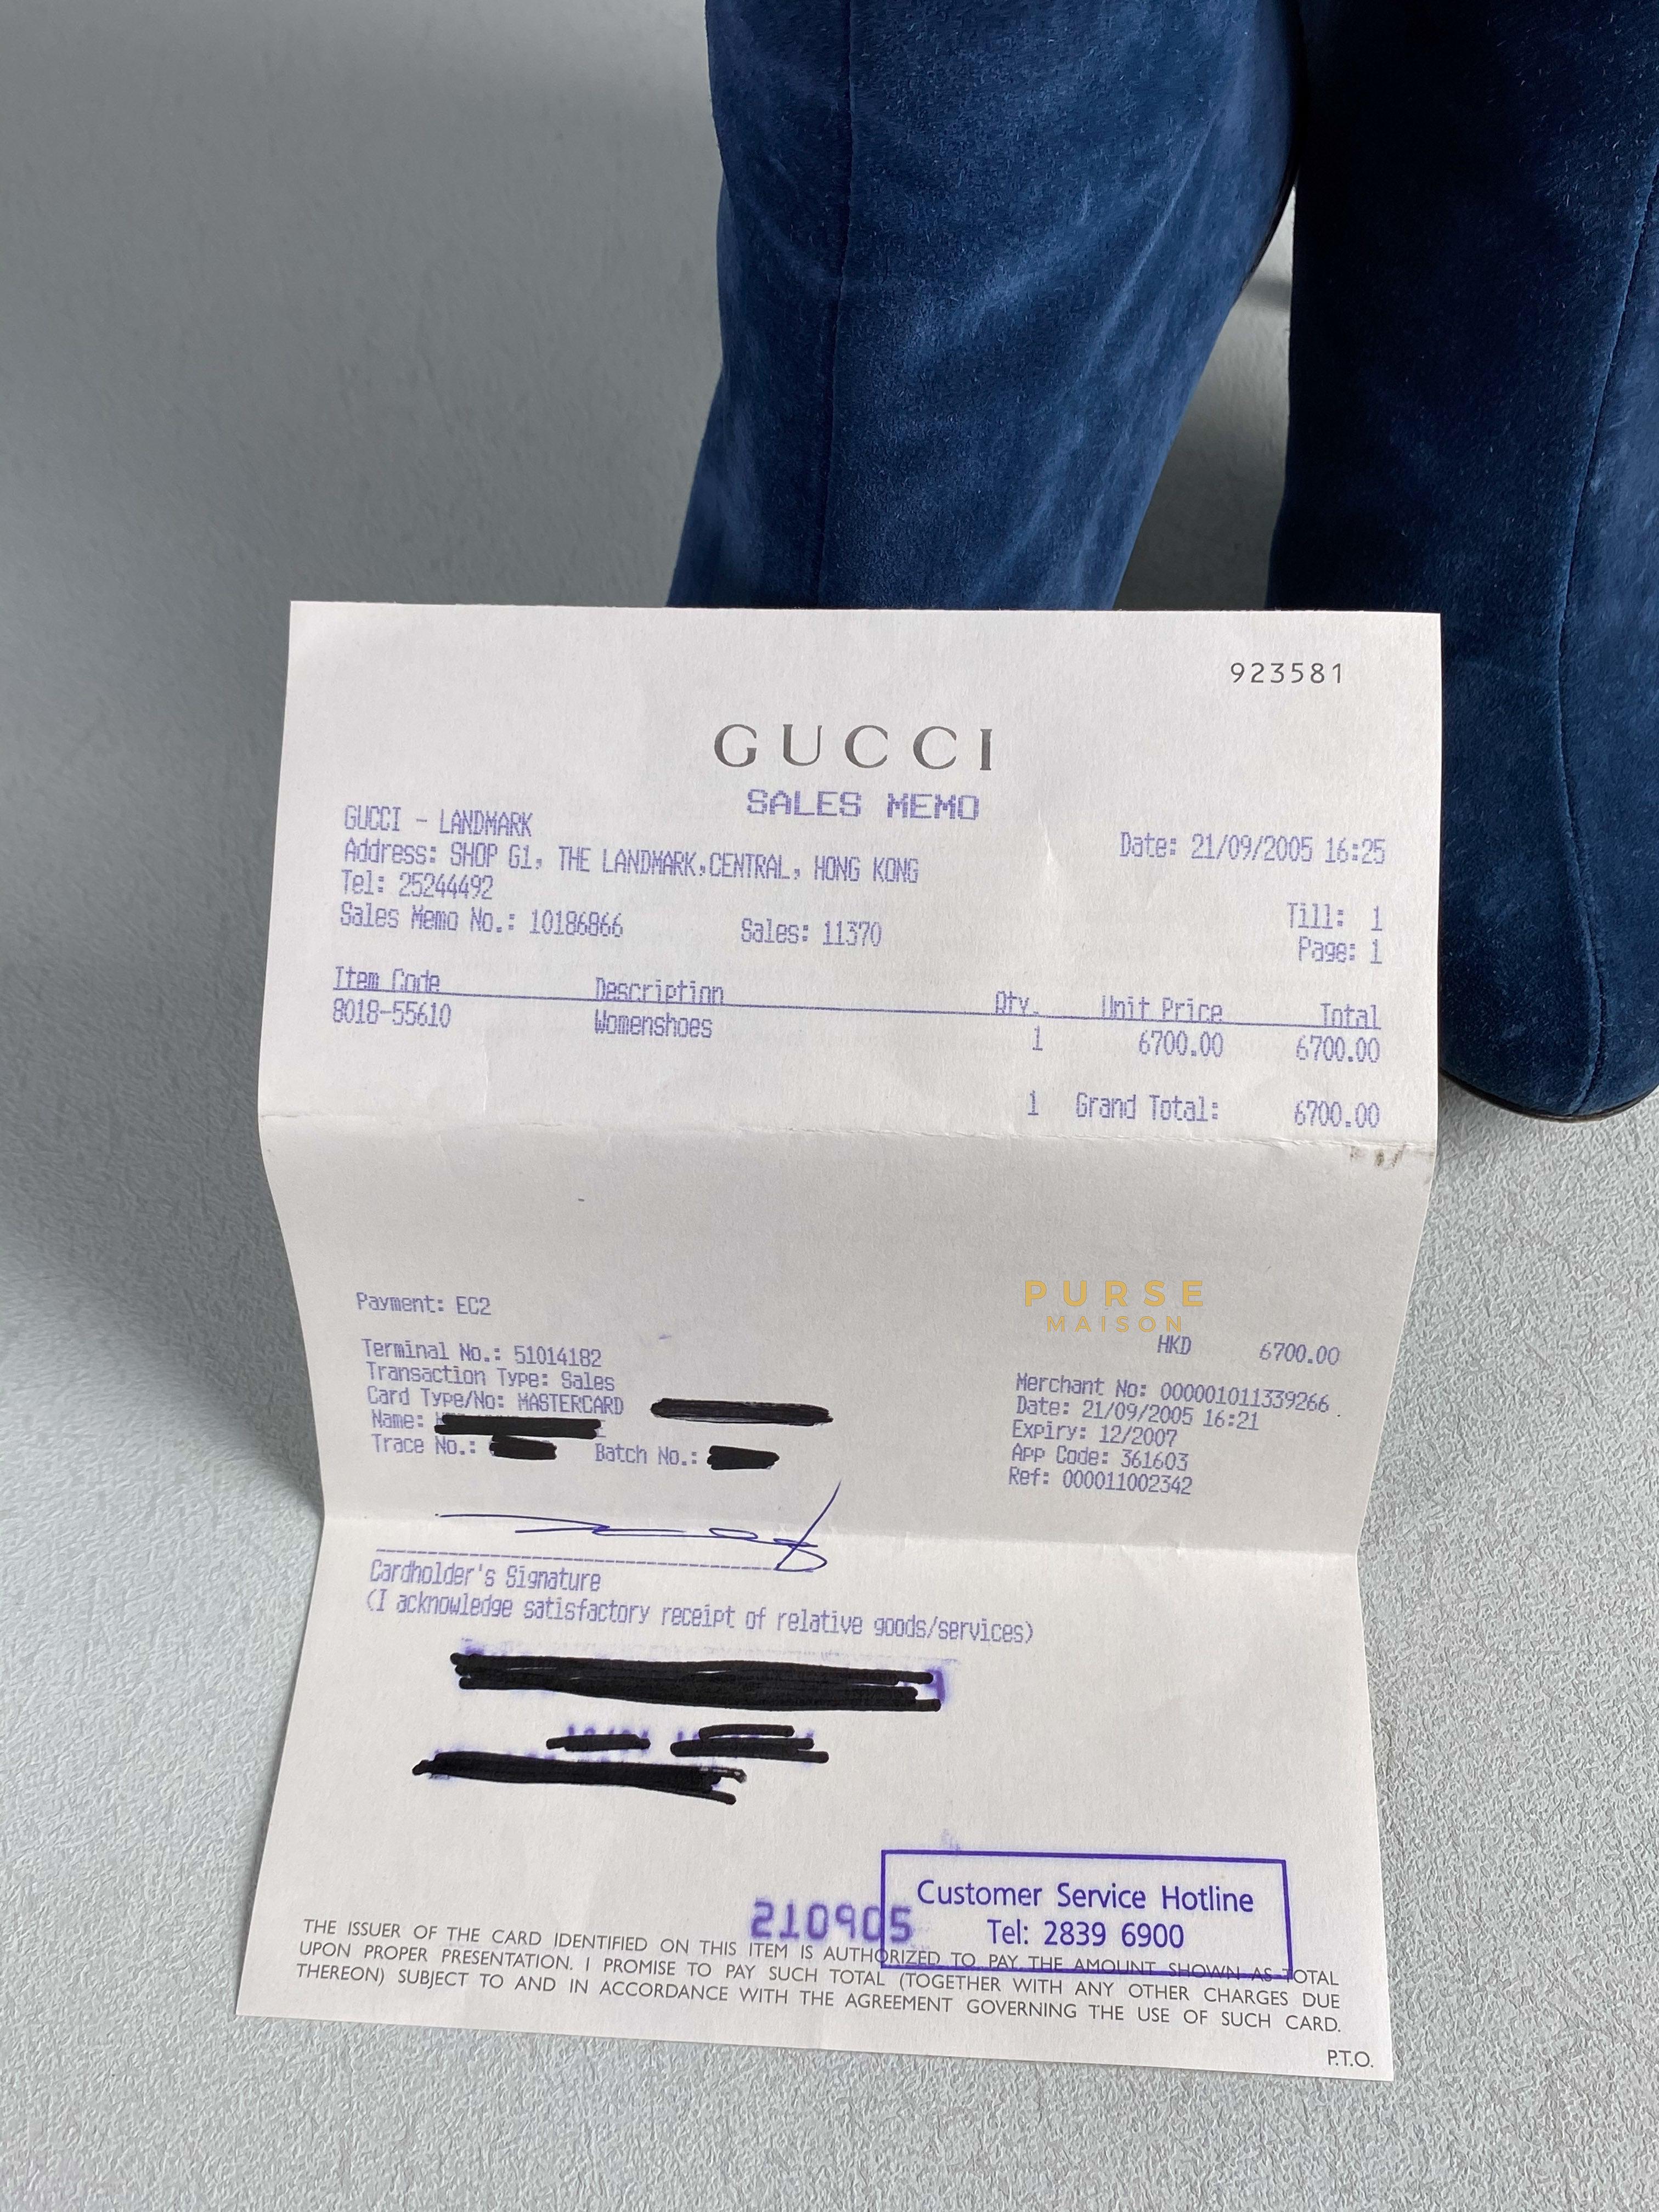 923581
GUCCI
SALES MEMO
GUCCI - LANDMARK
Address: SHOP G1, THE LANDMARK,CENTRAL, HONG KONG
Date: 21/09/2005 16:25
Tel: 25244492
Sales Memo No.: 10186866 Sales: 11370 Till: 1
Page: 1
Item Code Description Qty. Unit Price Total
8018-55610 Womenshoes 1 6700.00 6700.00
1 Grand Total: 6700.00
PURSE
MAISON
Payment: EC2 HKD 6700.00
Terminal No.: 51014182 Merchant No: 000001011339266
Transaction Type: Sales Date: 21/09/2005 16:21
Card Type/No: MASTERCARD Expiry: 12/2007
Name: App Code: 361603
Trace No.: Batch No.: Ref: 000011002342
Cardholder's Signature
(I acknowledge satisfactory receipt of relative goods/services)
210905
Customer Service Hotline
Tel: 2839 6900
THE ISSUER OF THE CARD IDENTIFIED ON THIS ITEM IS AUTHORIZED TO PAY THE AMOUNT SHOWN AS TOTAL
UPON PROPER PRESENTATION. I PROMISE TO PAY SUCH TOTAL (TOGETHER WITH ANY OTHER CHARGES DUE
THEREON) SUBJECT TO AND IN ACCORDANCE WITH THE AGREEMENT GOVERNING THE USE OF SUCH CARD.
P.T.O.